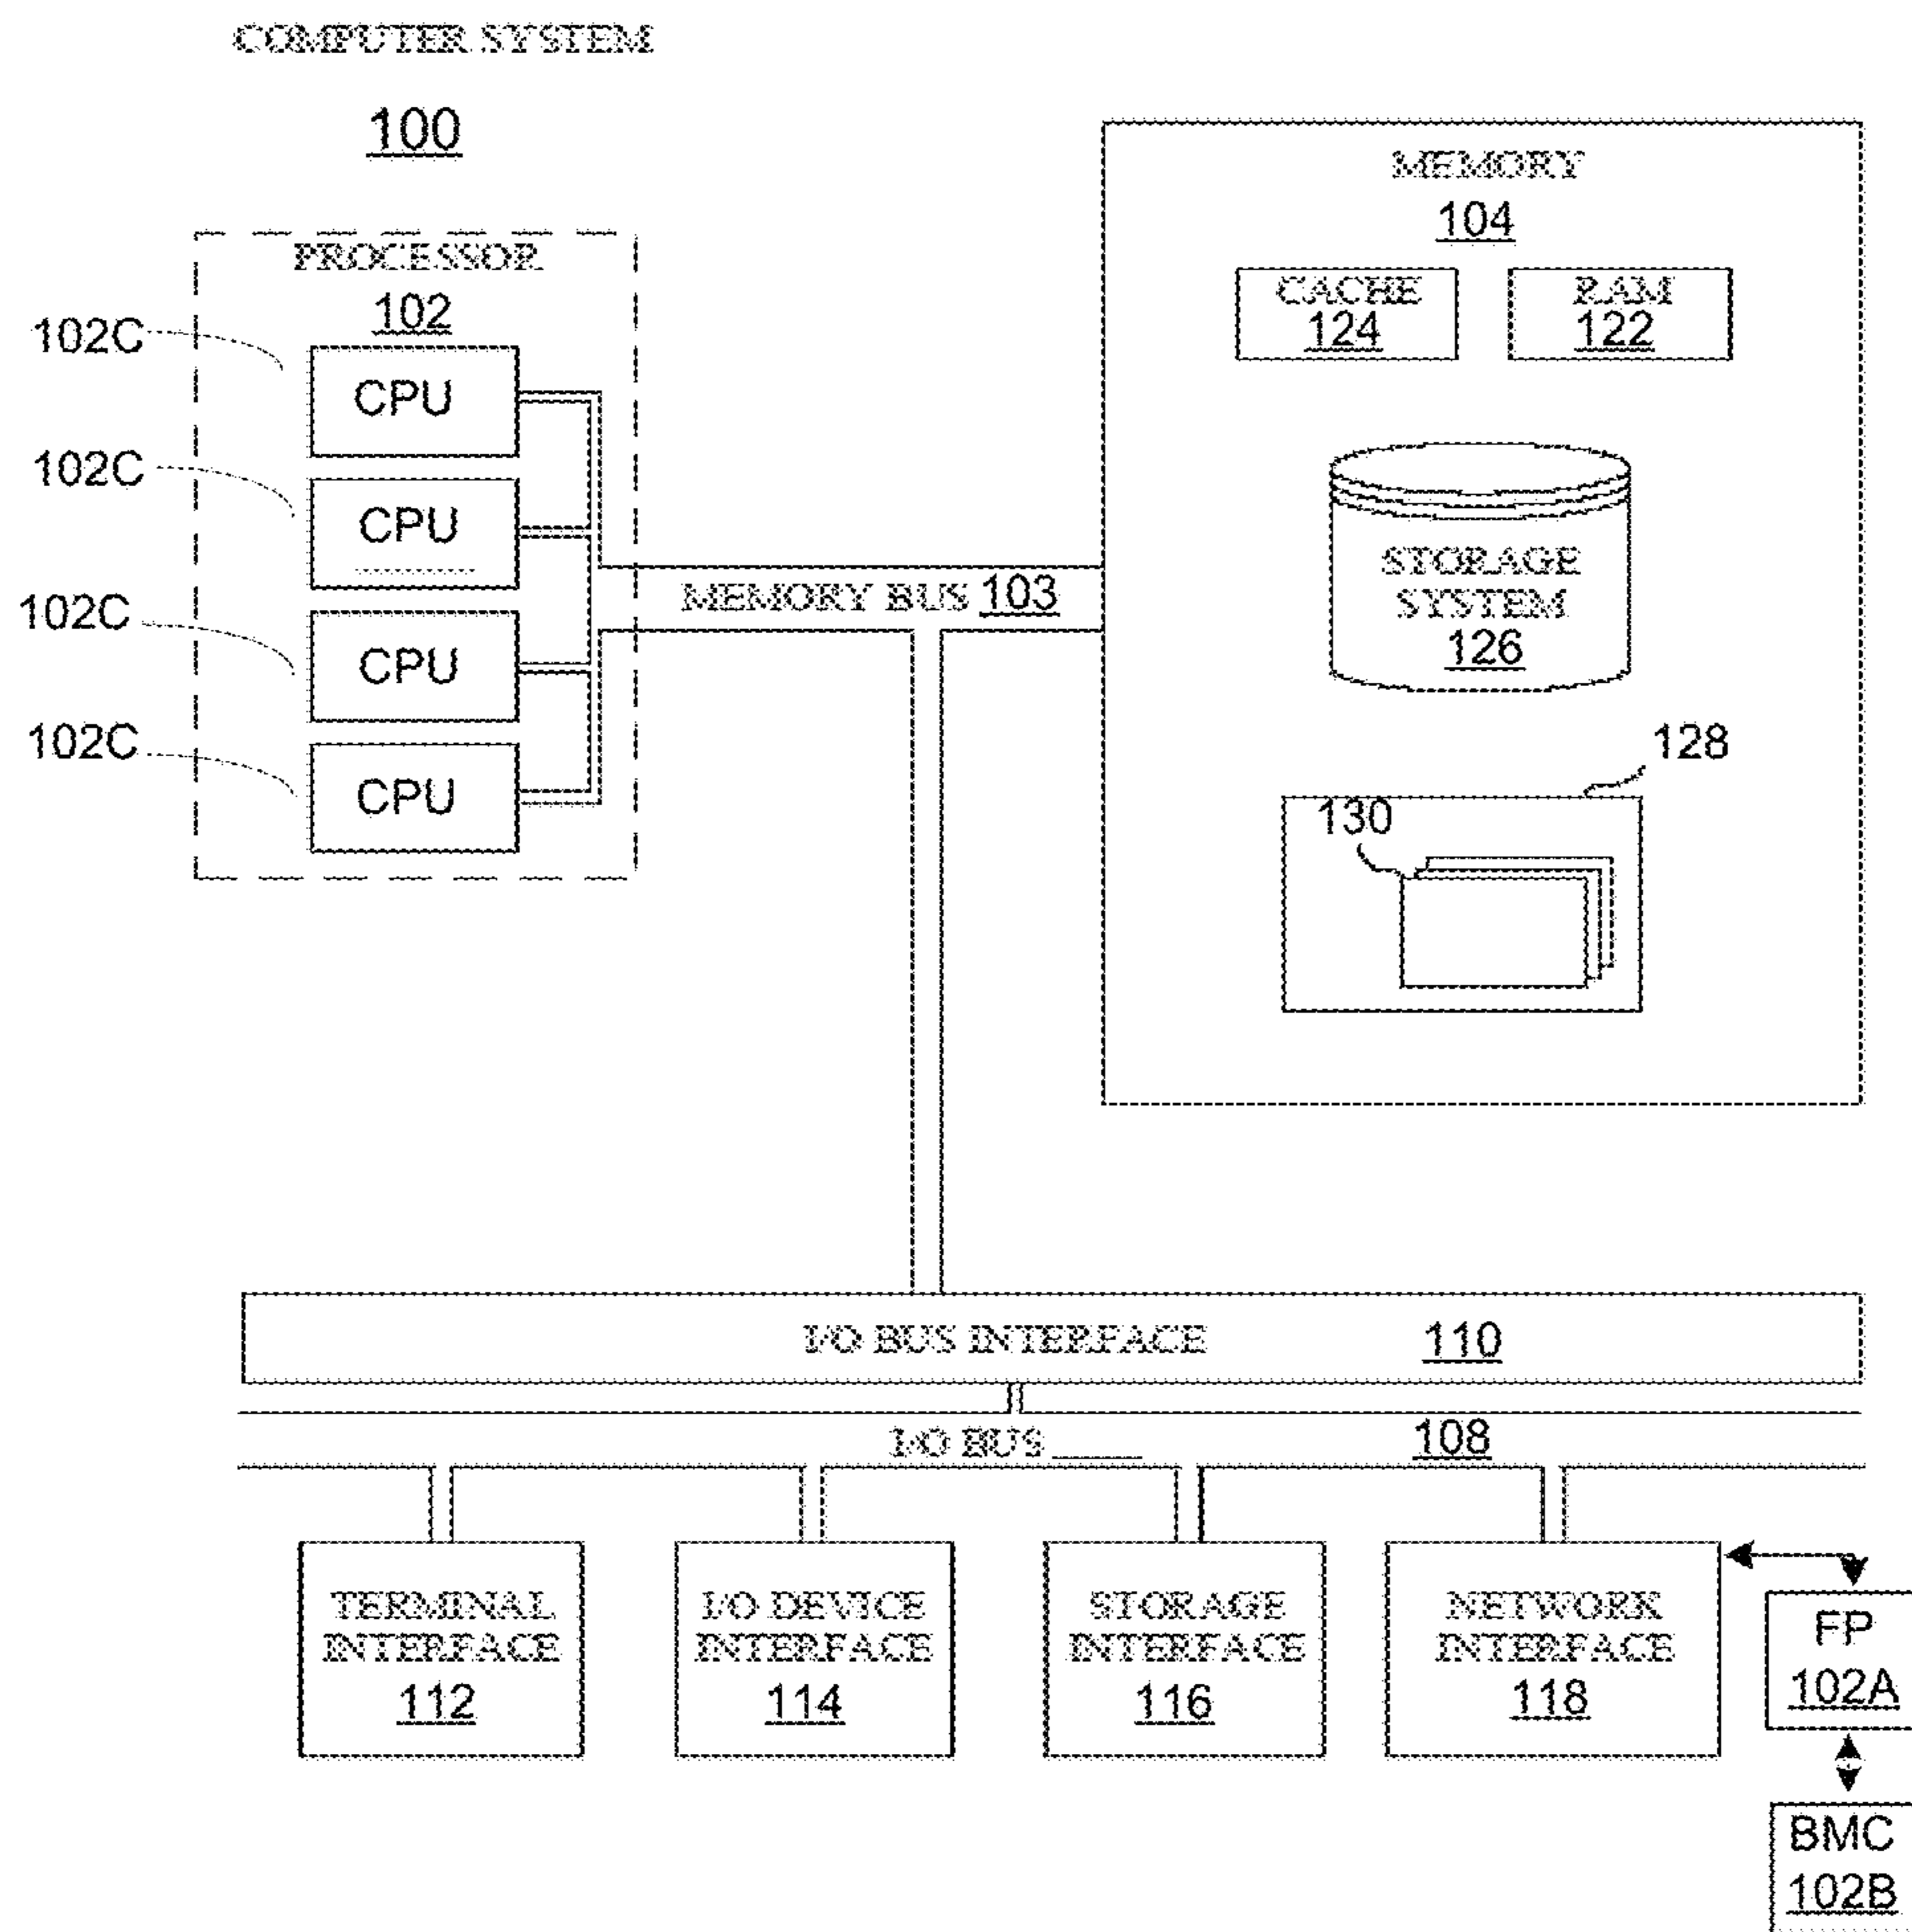 COMPUTER SYSTEM
100
PROCESSOR
102
102C
CPU
102C
CPU
102C
CPU
102C
CPU
MEMORY BUS 103
MEMORY
104
CACHE
124
RAM
122
STORAGE
SYSTEM
126
128
130
I/O BUS INTERFACE 110
I/O BUS 108
TERMINAL
INTERFACE
112
I/O DEVICE
INTERFACE
114
STORAGE
INTERFACE
116
NETWORK
INTERFACE
118
FP
102A
BMC
102B